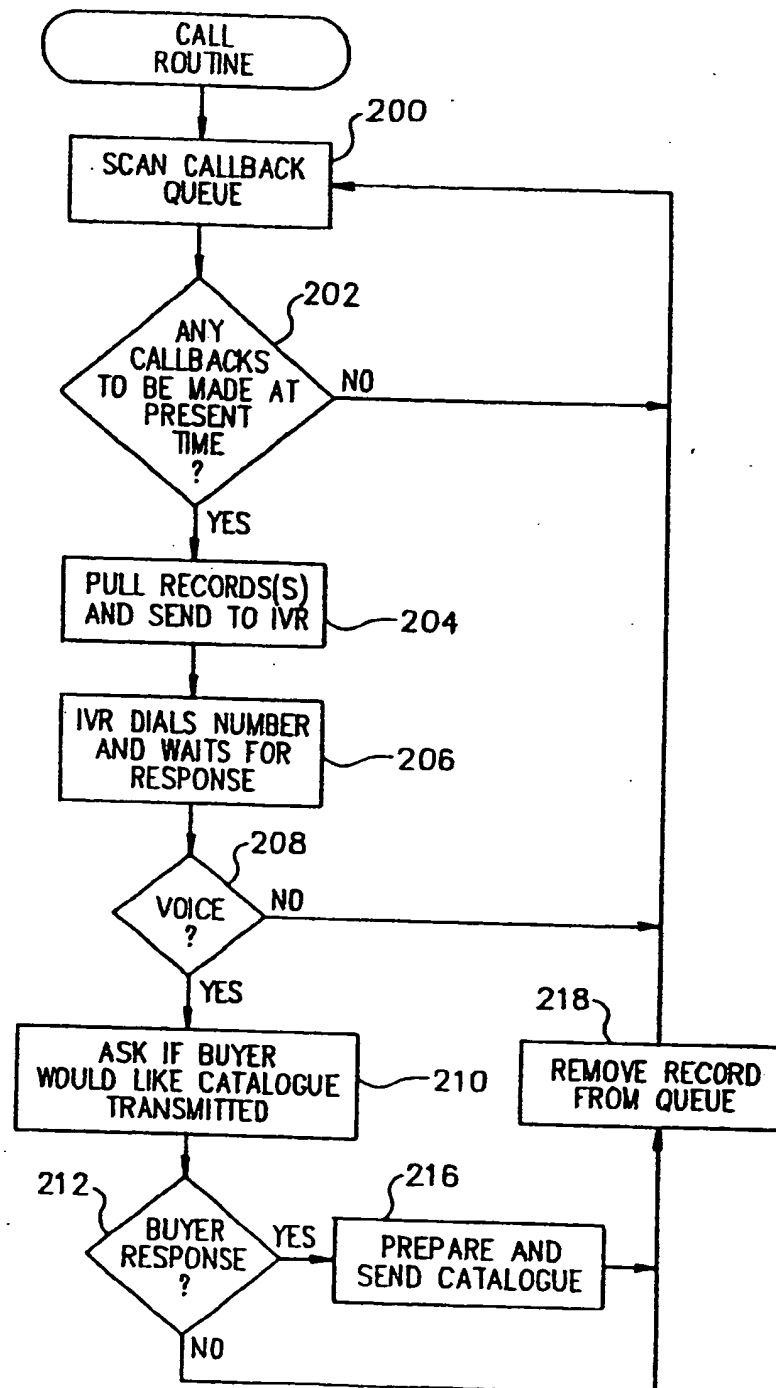 CALL
ROUTINE
200
SCAN CALLBACK
QUEUE
202
ANY
CALLBACKS
TO BE MADE AT
PRESENT
TIME
?
NO
YES
PULL RECORDS(S)
AND SEND TO IVR
204
IVR DIALS NUMBER
AND WAITS FOR
RESPONSE
206
208
VOICE
?
NO
YES
218
ASK IF BUYER
WOULD LIKE CATALOGUE
TRANSMITTED
210
REMOVE RECORD
FROM QUEUE
212
BUYER
RESPONSE
?
YES
216
PREPARE AND
SEND CATALOGUE
NO